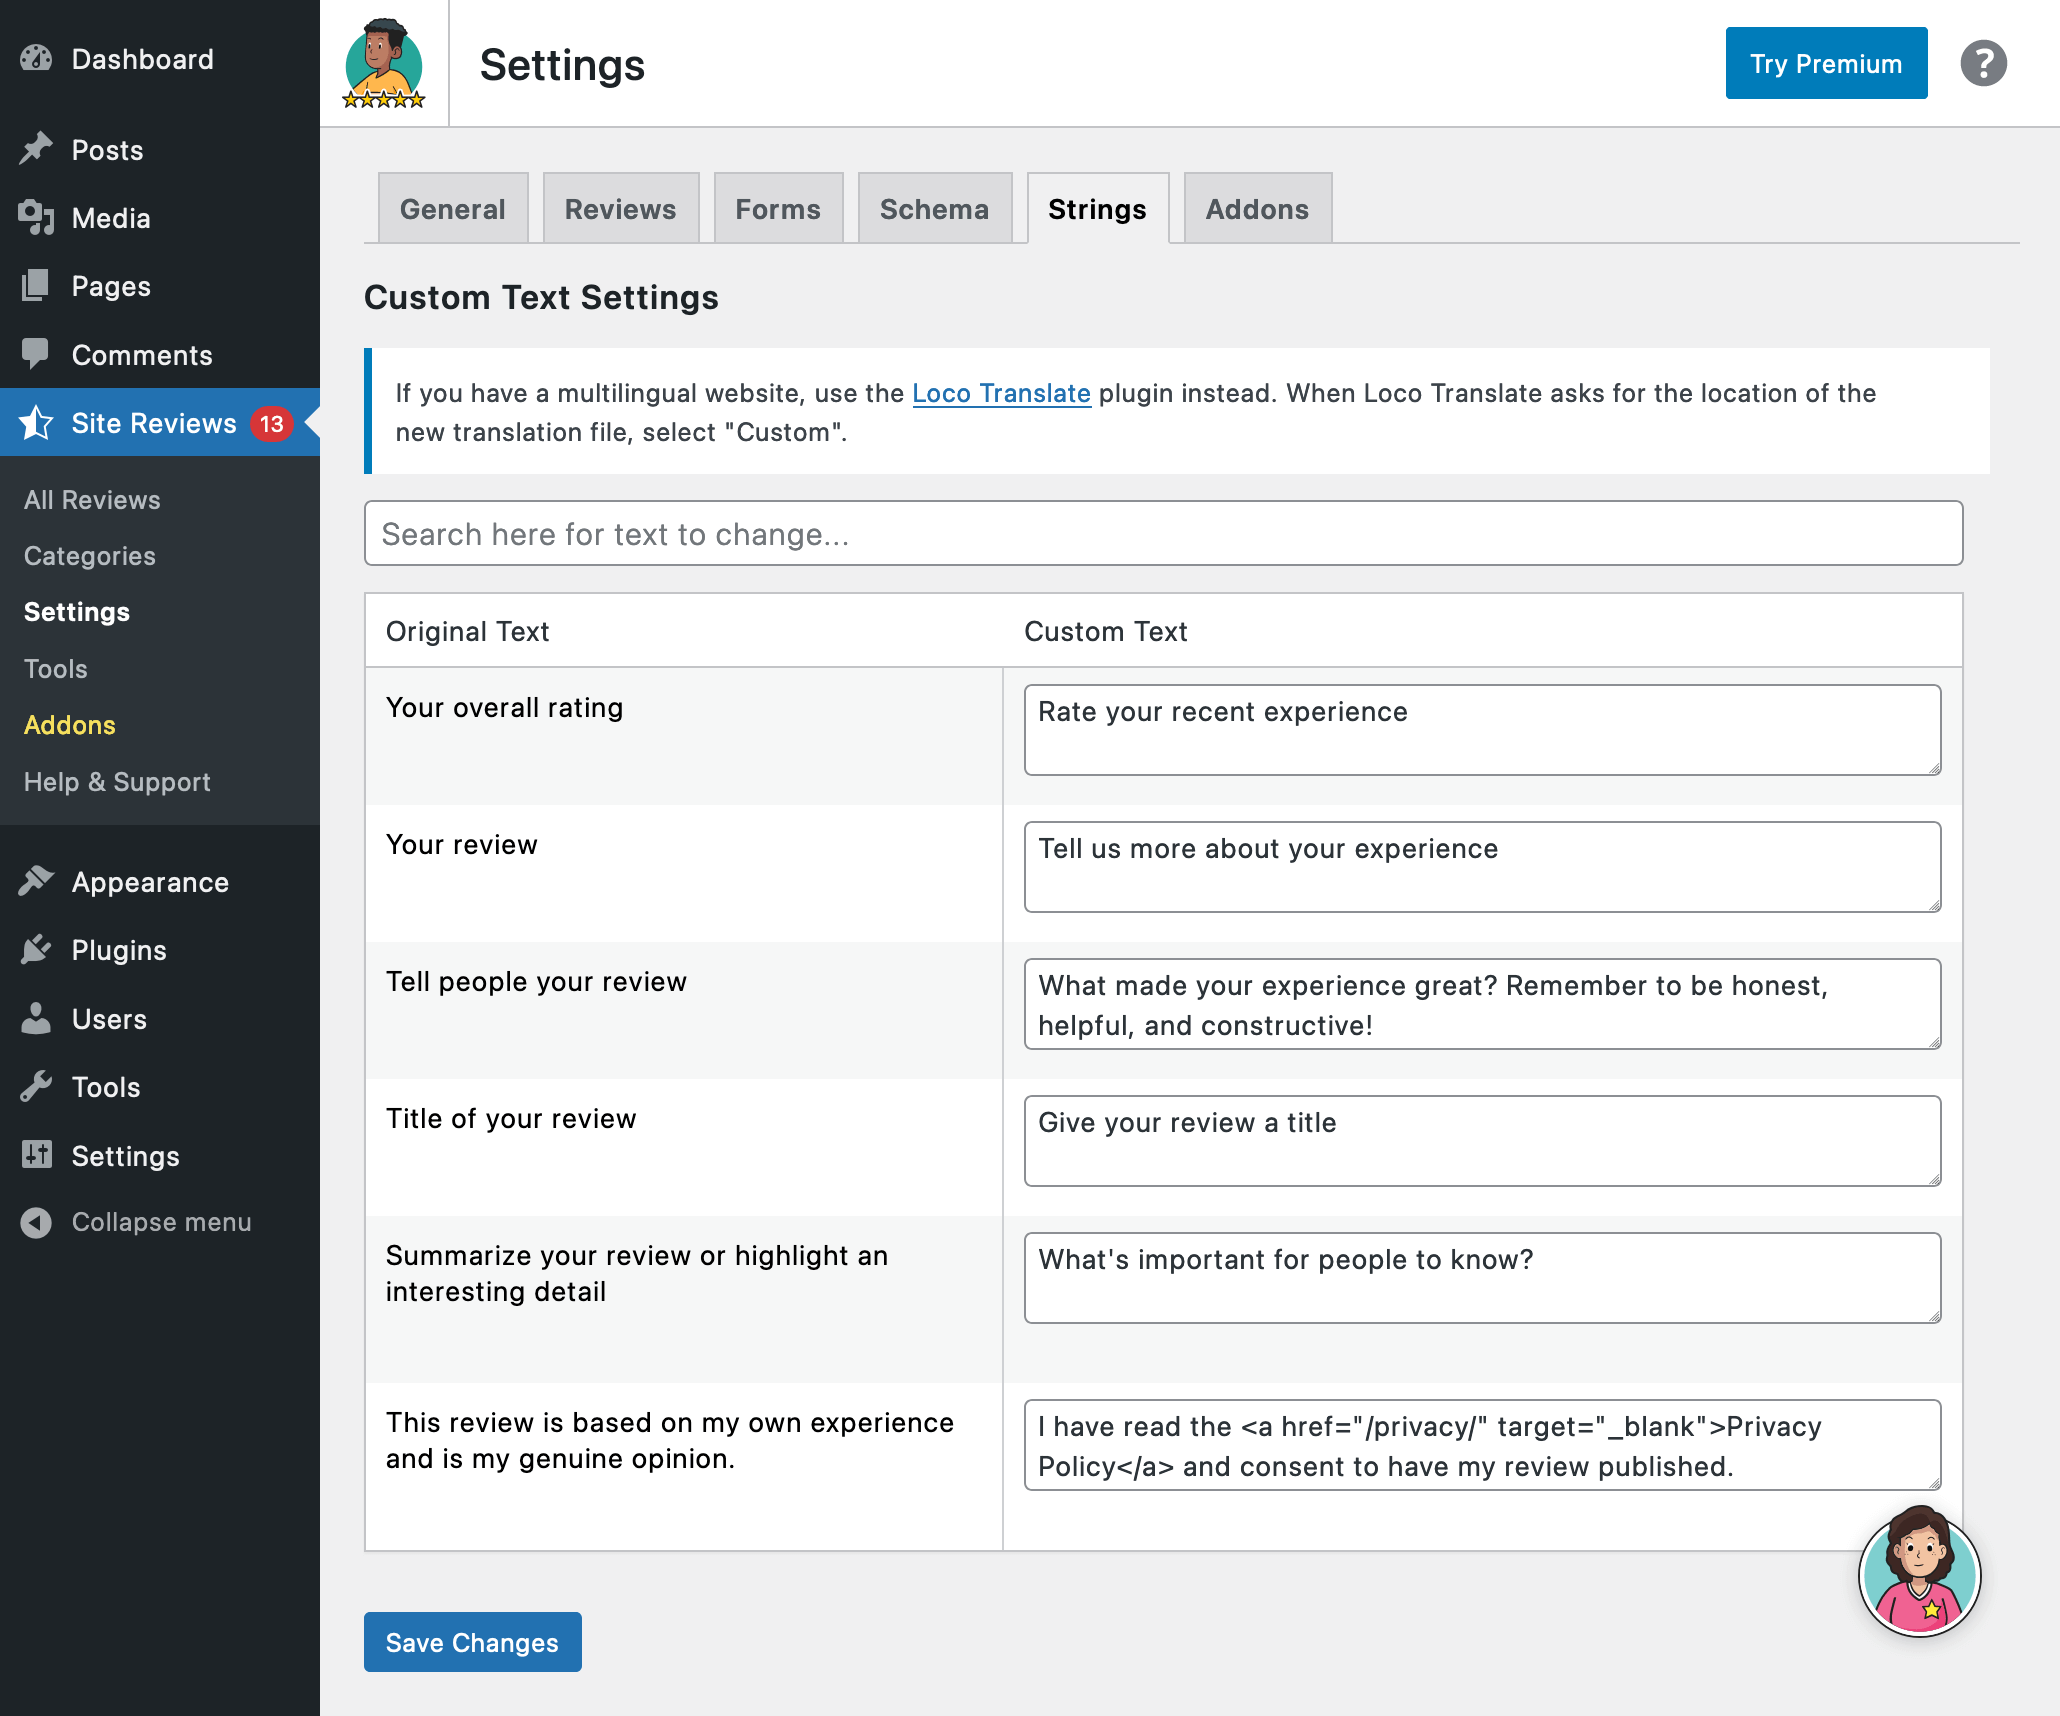 Dashboard
Posts
Media
Pages
Comments
Site Reviews 13
All Reviews
Categories
Settings
Tools
Addons
Help & Support
Appearance
Plugins
Users
Tools
Settings
Collapse menu
Settings
Try Premium
?
General
Reviews
Forms
Schema
Strings
Addons
Custom Text Settings
If you have a multilingual website, use the Loco Translate plugin instead. When Loco Translate asks for the location of the
new translation file, select "Custom".
Search here for text to change...
Original Text
Custom Text
Your overall rating
Rate your recent experience
Your review
Tell us more about your experience
Tell people your review
What made your experience great? Remember to be honest,
helpful, and constructive!
Title of your review
Give your review a title
Summarize your review or highlight an
interesting detail
What's important for people to know?
This review is based on my own experience
and is my genuine opinion.
I have read the <a href="/privacy/" target="_blank">Privacy
Policy</a> and consent to have my review published.
Save Changes